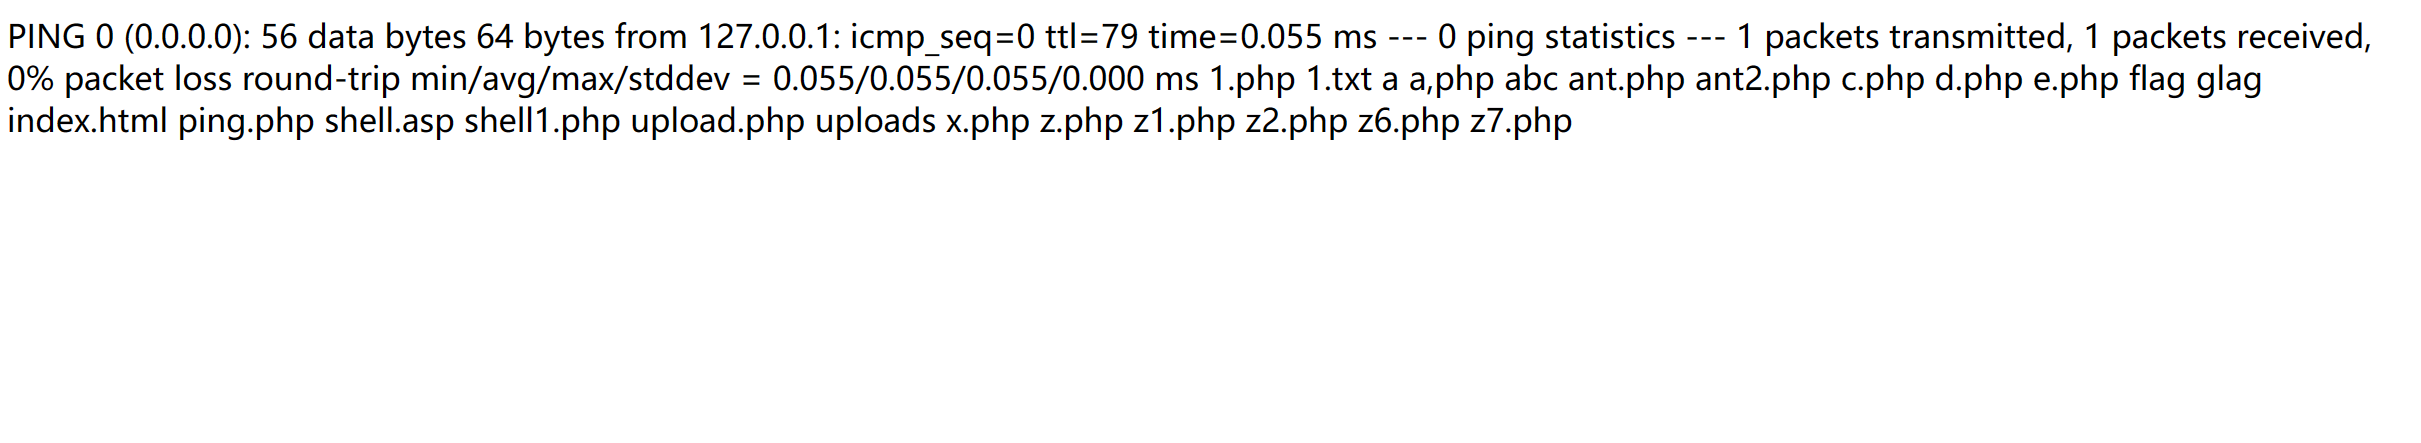 PING 0 (0.0.0.0): 56 data bytes 64 bytes from 127.0.0.1: icmp_seq=0 ttl=79 time=0.055 ms --- 0 ping statistics --- 1 packets transmitted, 1 packets received,
0% packet loss round-trip min/avg/max/stddev = 0.055/0.055/0.055/0.000 ms 1.php 1.txt a a,php abc ant.php ant2.php c.php d.php e.php flag glag
index.html ping.php shell.asp shell1.php upload.php uploads x.php z.php z1.php z2.php z6.php z7.php